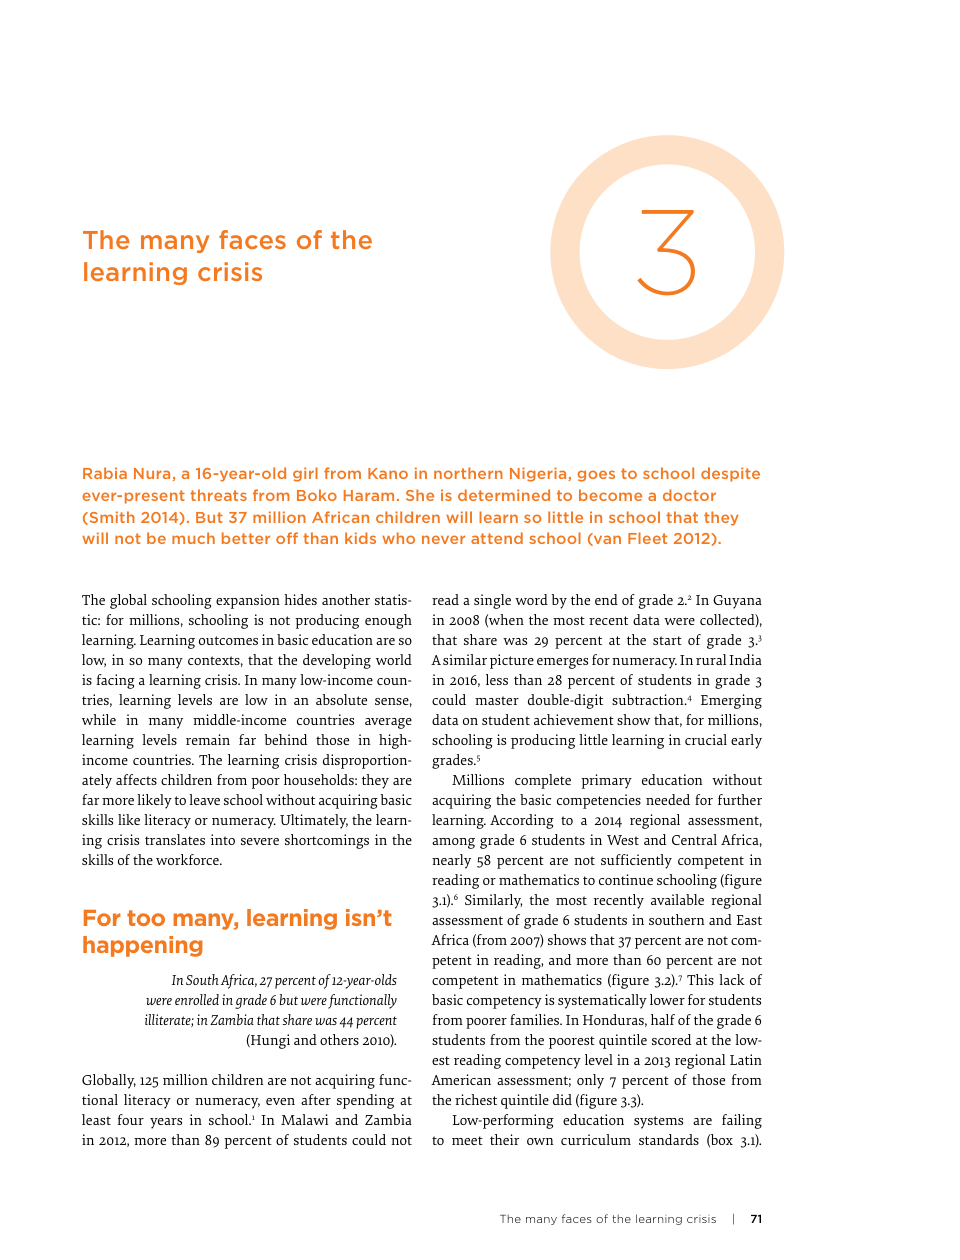 The many faces of the
learning crisis
3
Rabia Nura, a 16-year-old girl from Kano in northern Nigeria, goes to school despite
ever-present threats from Boko Haram. She is determined to become a doctor
(Smith 2014). But 37 million African children will learn so little in school that they
will not be much better off than kids who never attend school (van Fleet 2012).
The global schooling expansion hides another statis-
tic: for millions, schooling is not producing enough
learning. Learning outcomes in basic education are so
low, in so many contexts, that the developing world
is facing a learning crisis. In many low-income coun-
tries, learning levels are low in an absolute sense,
while in many middle-income countries average
learning levels remain far behind those in high-
income countries. The learning crisis disproportion-
ately affects children from poor households: they are
far more likely to leave school without acquiring basic
skills like literacy or numeracy. Ultimately, the learn-
ing crisis translates into severe shortcomings in the
skills of the workforce.
For too many, learning isn’t
happening
In South Africa, 27 percent of 12-year-olds
were enrolled in grade 6 but were functionally
illiterate; in Zambia that share was 44 percent
(Hungi and others 2010).
Globally, 125 million children are not acquiring func-
tional literacy or numeracy, even after spending at
least four years in school.¹ In Malawi and Zambia
in 2012, more than 89 percent of students could not
read a single word by the end of grade 2.² In Guyana
in 2008 (when the most recent data were collected),
that share was 29 percent at the start of grade 3.³
A similar picture emerges for numeracy. In rural India
in 2016, less than 28 percent of students in grade 3
could master double-digit subtraction.⁴ Emerging
data on student achievement show that, for millions,
schooling is producing little learning in crucial early
grades.⁵
Millions complete primary education without
acquiring the basic competencies needed for further
learning. According to a 2014 regional assessment,
among grade 6 students in West and Central Africa,
nearly 58 percent are not sufficiently competent in
reading or mathematics to continue schooling (figure
3.1).⁶ Similarly, the most recently available regional
assessment of grade 6 students in southern and East
Africa (from 2007) shows that 37 percent are not com-
petent in reading, and more than 60 percent are not
competent in mathematics (figure 3.2).⁷ This lack of
basic competency is systematically lower for students
from poorer families. In Honduras, half of the grade 6
students from the poorest quintile scored at the low-
est reading competency level in a 2013 regional Latin
American assessment; only 7 percent of those from
the richest quintile did (figure 3.3).
Low-performing education systems are failing
to meet their own curriculum standards (box 3.1).
The many faces of the learning crisis | 71